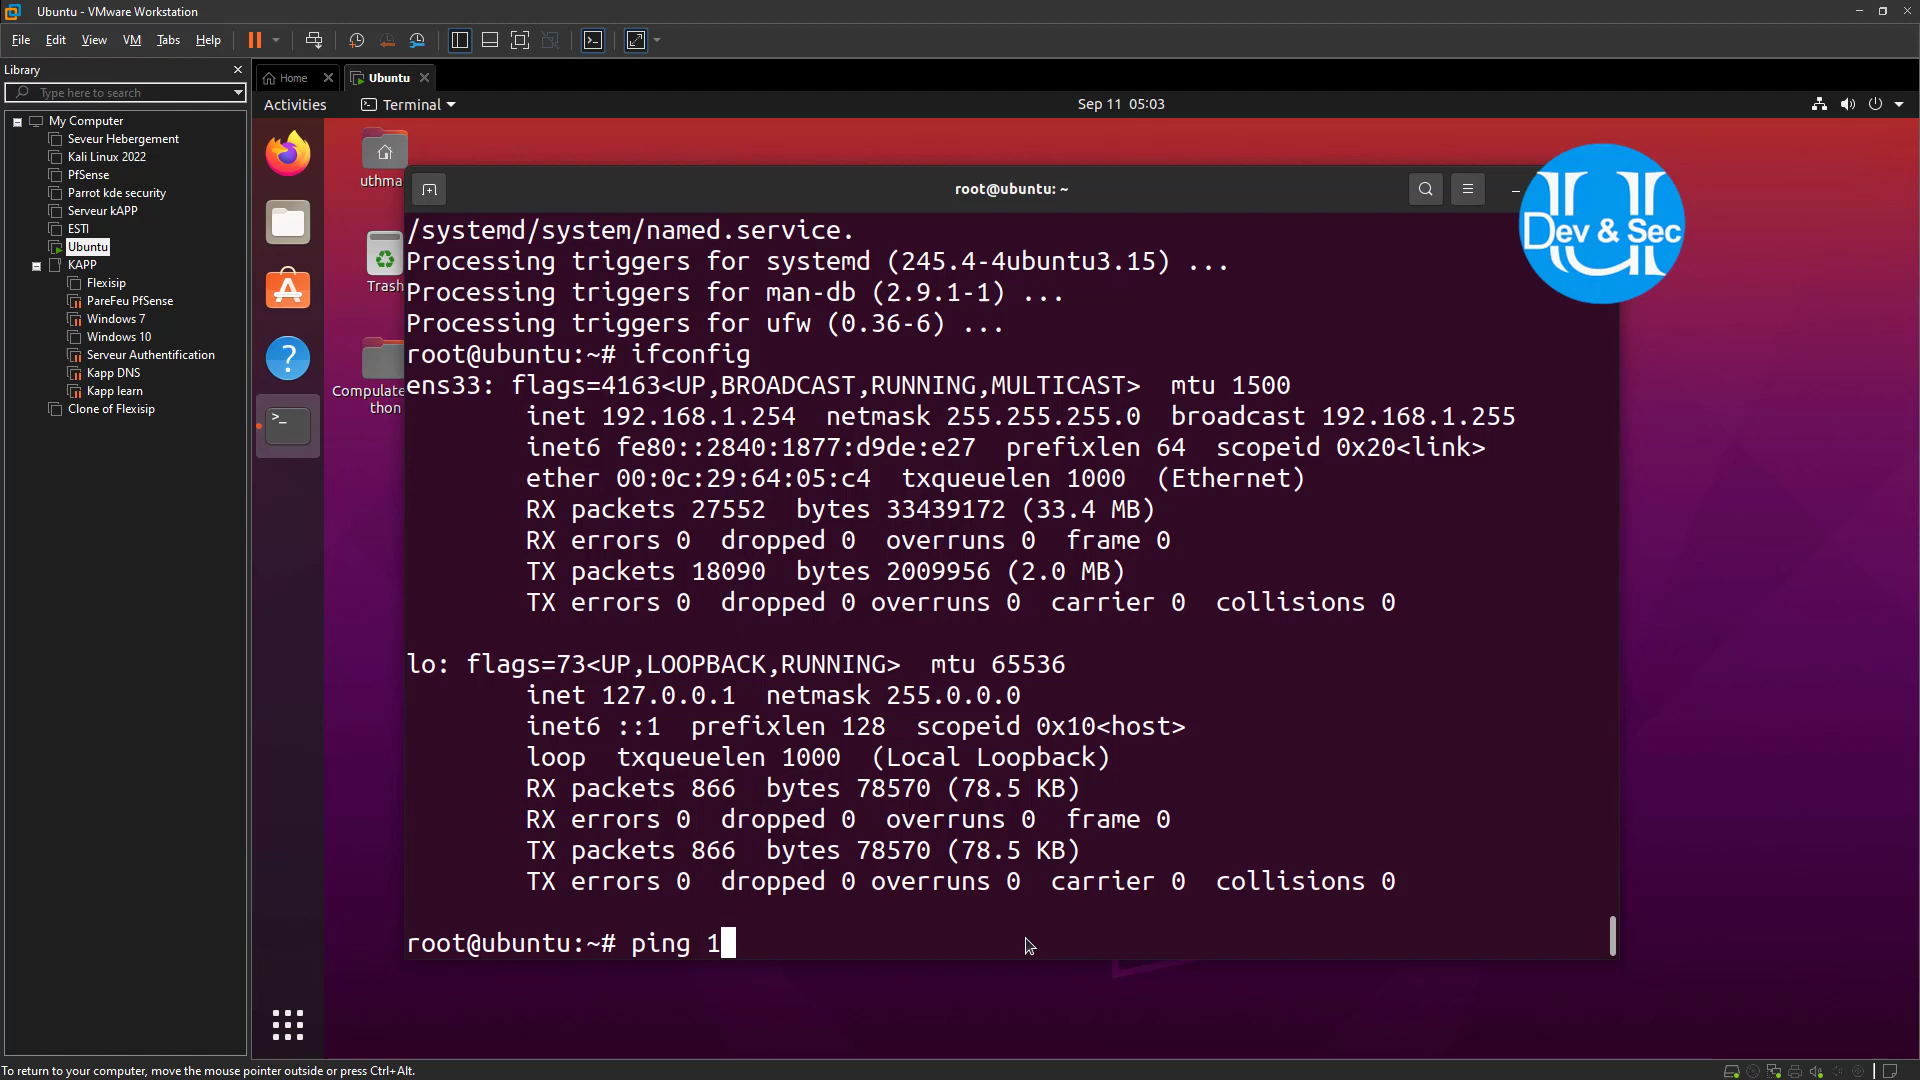 Ubuntu - VMware Workstation
File Edit View VM Tabs Help
Library
Type here to search
My Computer
Seveur Hebergement
Kali Linux 2022
PfSense
Parrot kde security
Serveur kAPP
ESTI
Ubuntu
KAPP
Flexisip
PareFeu PfSense
Windows 7
Windows 10
Serveur Authentification
Kapp DNS
Kapp learn
Clone of Flexisip
Home
Ubuntu
Activities
Terminal
Sep 11 05:03
uthma
Trash
Compulate
thon
root@ubuntu: ~
Dev & Sec
/systemd/system/named.service.
Processing triggers for systemd (245.4-4ubuntu3.15) ...
Processing triggers for man-db (2.9.1-1) ...
Processing triggers for ufw (0.36-6) ...
root@ubuntu:~# ifconfig
ens33: flags=4163<UP,BROADCAST,RUNNING,MULTICAST>  mtu 1500
        inet 192.168.1.254  netmask 255.255.255.0  broadcast 192.168.1.255
        inet6 fe80::2840:1877:d9de:e27  prefixlen 64  scopeid 0x20<link>
        ether 00:0c:29:64:05:c4  txqueuelen 1000  (Ethernet)
        RX packets 27552  bytes 33439172 (33.4 MB)
        RX errors 0  dropped 0  overruns 0  frame 0
        TX packets 18090  bytes 2009956 (2.0 MB)
        TX errors 0  dropped 0 overruns 0  carrier 0  collisions 0
lo: flags=73<UP,LOOPBACK,RUNNING>  mtu 65536
        inet 127.0.0.1  netmask 255.0.0.0
        inet6 ::1  prefixlen 128  scopeid 0x10<host>
        loop  txqueuelen 1000  (Local Loopback)
        RX packets 866  bytes 78570 (78.5 KB)
        RX errors 0  dropped 0  overruns 0  frame 0
        TX packets 866  bytes 78570 (78.5 KB)
        TX errors 0  dropped 0 overruns 0  carrier 0  collisions 0
root@ubuntu:~# ping 1
To return to your computer, move the mouse pointer outside or press Ctrl+Alt.